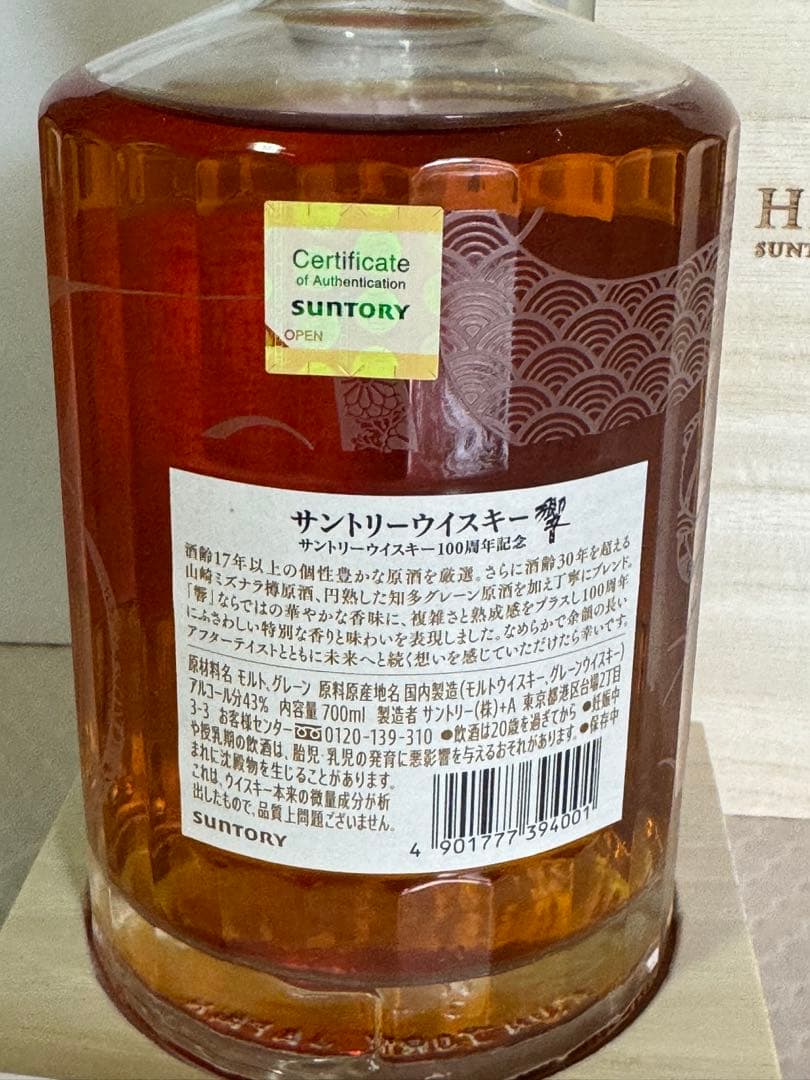 Certificate
of Authentication
SUNTORY
OPEN
H
SUNT
サントリーウイスキー 響
サントリーウイスキー100周年記念
酒齢17年以上の個性豊かな原酒を厳選。さらに酒齢30年を超える
山崎ミズナラ樽原酒、円熟した知多グレーン原酒を加え丁寧にブレンド。
「響」ならではの華やかな香味に、複雑さと熟成感をプラスし100周年
にふさわしい特別な香りと味わいを表現しました。なめらかで余韻の長い
アフターテイストとともに未来へと続く想いを感じていただけたら幸いです。
原材料名 モルト、グレーン 原料原産地名 国内製造(モルトウイスキー、グレーンウイスキー)
アルコール分43% 内容量700ml 製造者 サントリー(株)+A 東京都港区台場2丁目
3-3 お客様センター 0120-139-310 ●飲酒は20歳を過ぎてから ●妊娠中
や授乳期の飲酒は、胎児・乳児の発育に悪影響を与えるおそれがあります。 ●保存中
まれに沈殿物を生じることがあります。
これは、ウイスキー本来の微量成分が析
出したもので、品質上問題ございません。
SUNTORY
4 901777 394001